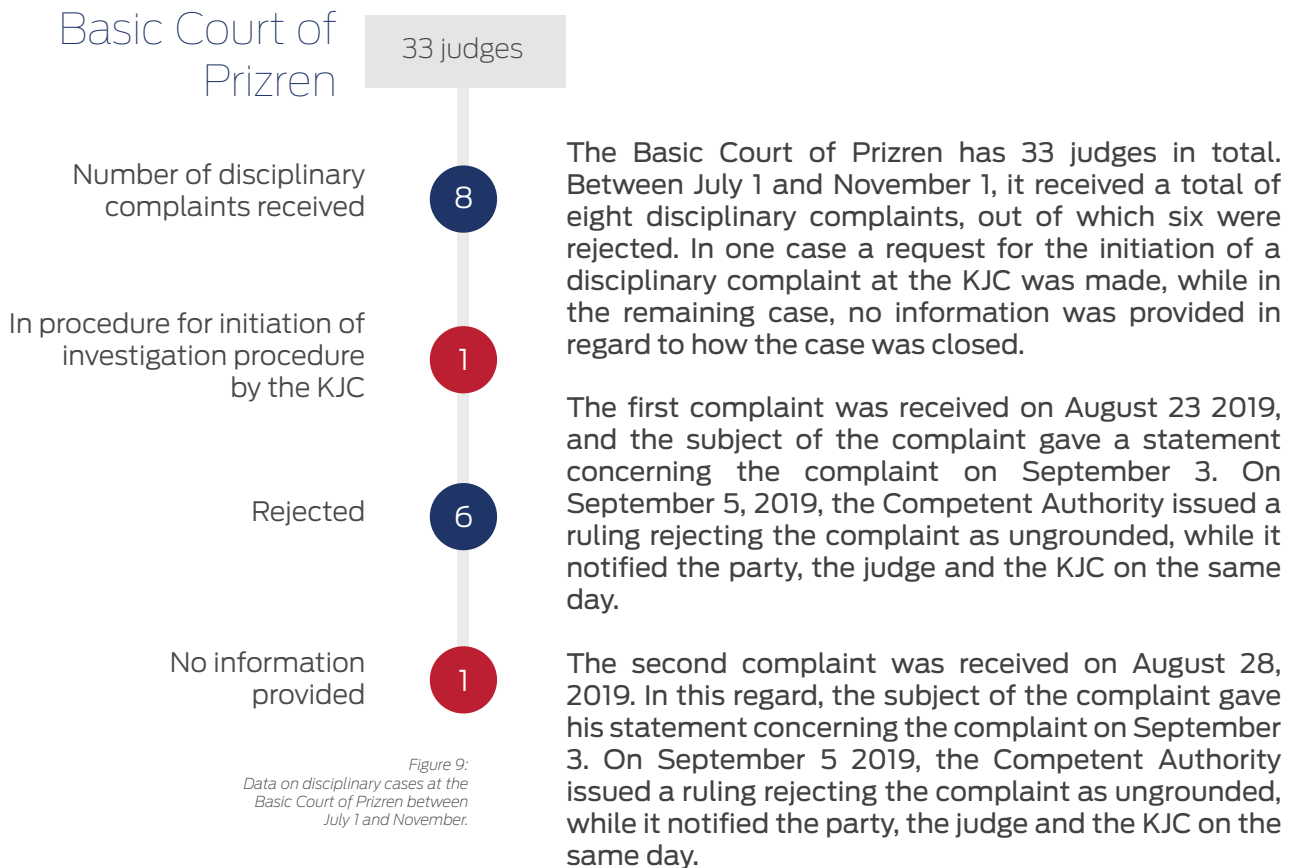 Basic Court of
Prizren
33 judges
Number of disciplinary
complaints received
8
In procedure for initiation of
investigation procedure
by the KJC
1
Rejected
6
No information
provided
1
Figure 9:
Data on disciplinary cases at the
Basic Court of Prizren between
July 1 and November.
The Basic Court of Prizren has 33 judges in total.
Between July 1 and November 1, it received a total of
eight disciplinary complaints, out of which six were
rejected. In one case a request for the initiation of a
disciplinary complaint at the KJC was made, while in
the remaining case, no information was provided in
regard to how the case was closed.
The first complaint was received on August 23 2019,
and the subject of the complaint gave a statement
concerning the complaint on September 3. On
September 5, 2019, the Competent Authority issued a
ruling rejecting the complaint as ungrounded, while it
notified the party, the judge and the KJC on the same
day.
The second complaint was received on August 28,
2019. In this regard, the subject of the complaint gave
his statement concerning the complaint on September
3. On September 5 2019, the Competent Authority
issued a ruling rejecting the complaint as ungrounded,
while it notified the party, the judge and the KJC on the
same day.